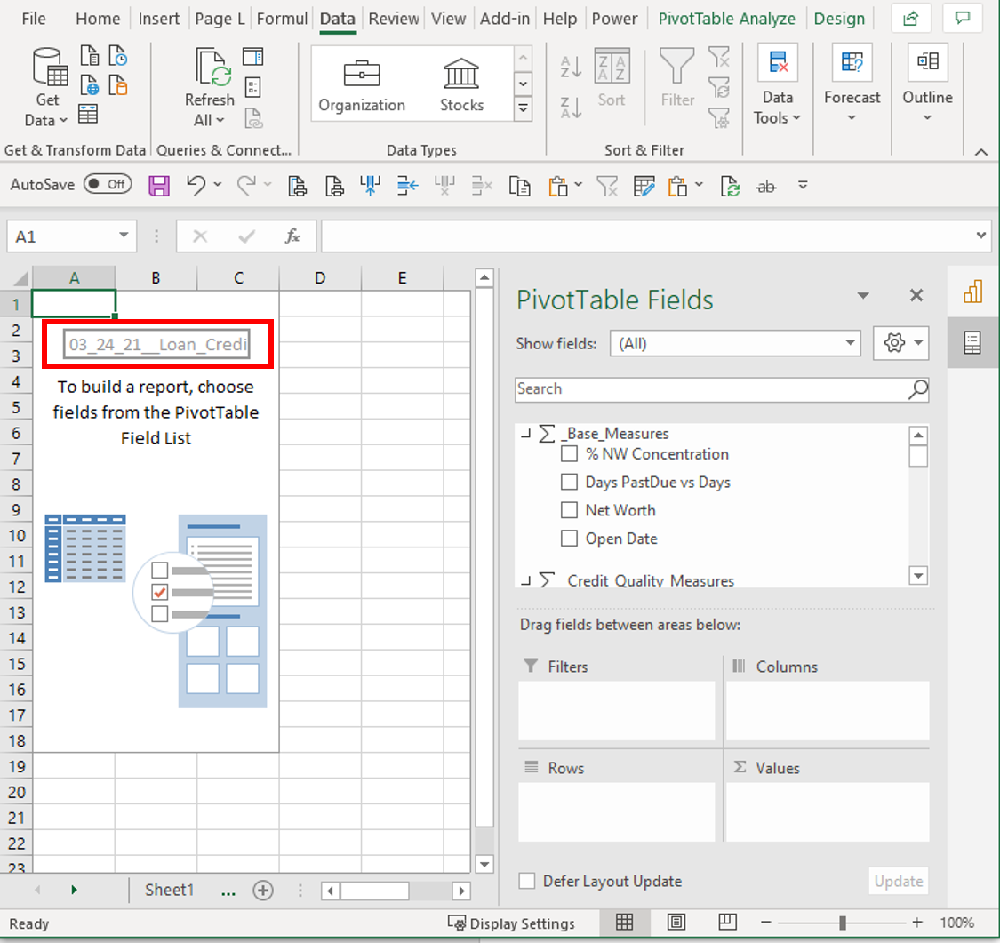 File Home Insert Page L Formul Data Review View Add-in Help Power PivotTable Analyze Design
Get Data
Refresh All
Organization Stocks
Sort
Filter
Data Tools
Forecast
Outline
Get & Transform Data Queries & Connect... Data Types Sort & Filter
AutoSave Off
A1 fx
A B C D E
1
2
3
4
5
6
7
8
9
10
11
12
13
14
15
16
17
18
19
20
21
22
23
03_24_21__Loan_Credi
To build a report, choose
fields from the PivotTable
Field List
PivotTable Fields
Show fields: (All)
Search
∑ _Base_Measures
% NW Concentration
Days PastDue vs Days
Net Worth
Open Date
∑ _Credit_Quality_Measures
Drag fields between areas below:
Filters Columns
Rows Σ Values
Defer Layout Update Update
Sheet1 ...
Ready Display Settings 100%